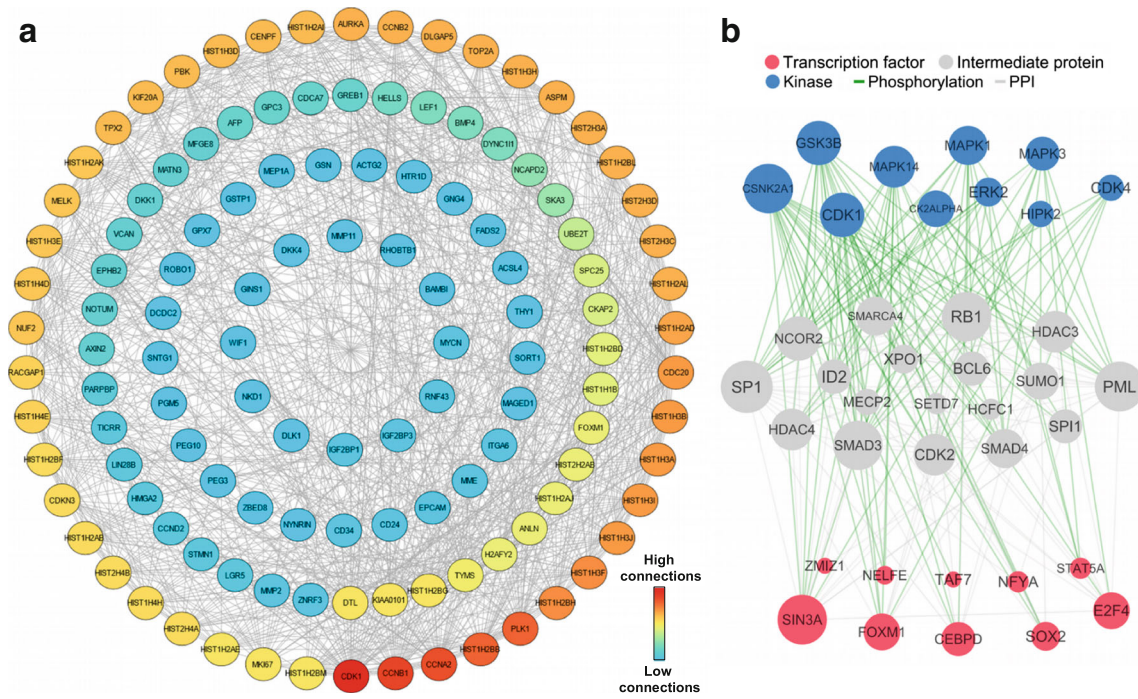 a
HIST1H2AI
AURKA
CCNB2
DLGAP5
TOP2A
HIST1H3H
ASPM
HIST2H3A
HIST1H2BL
HIST2H3D
HIST2H3C
HIST1H2AL
HIST1H2AD
CDC20
HIST1H3B
HIST1H3A
HIST1H3I
HIST1H3J
HIST1H3F
HIST1H2BH
PLK1
HIST1H2BB
CCNA2
CCNB1
CDK1
HIST1H2BM
MKI67
HIST1H2AE
HIST2H4A
HIST1H4H
HIST2H4B
HIST1H2AB
CDKN3
HIST1H2BF
HIST1H4E
RACGAP1
NUF2
HIST1H4D
HIST1H3E
MELK
HIST1H2AK
TPX2
KIF20A
PBK
HIST1H3D
CENPF
GREB1
HELLS
LEF1
BMP4
DYNC1I1
NCAPD2
SKA3
UBE2T
SPC25
CKAP2
HIST1H2BD
HIST1H1B
FOXM1
HIST2H2AB
HIST1H2AJ
ANLN
H2AFY2
TYMS
HIST1H2BG
KIAA0101
DTL
ZNRF3
MMP2
LGR5
STMN1
CCND2
HMGA2
LIN28B
TICRR
PARPBP
AXIN2
NOTUM
EPHB2
VCAN
DKK1
MATN3
MFGE8
AFP
GPC3
CDCA7
GSN
ACTG2
HTR1D
GNG4
FADS2
ACSL4
THY1
SORT1
MAGED1
ITGA6
MME
EPCAM
CD24
CD34
NYNRIN
ZBED8
PEG3
PEG10
PGM5
SNTG1
DCDC2
ROBO1
GPX7
GSTP1
MEP1A
MMP11
RHOBTB1
BAMBI
MYCN
RNF43
IGF2BP3
IGF2BP1
DLK1
NKD1
WIF1
GINS1
DKK4
High
connections
Low
connections
b
Transcription factor
Intermediate protein
Kinase
Phosphorylation
PPI
GSK3B
MAPK14
MAPK1
MAPK3
CSNK2A1
CDK1
CK2ALPHA
ERK2
HIPK2
CDK4
SMARCA4
RB1
NCOR2
HDAC3
XPO1
SP1
ID2
BCL6
SUMO1
PML
MECP2
SETD7
HCFC1
HDAC4
SMAD3
CDK2
SMAD4
SPI1
ZMIZ1
NELFE
TAF7
NFYA
STAT5A
SIN3A
FOXM1
CEBPD
SOX2
E2F4